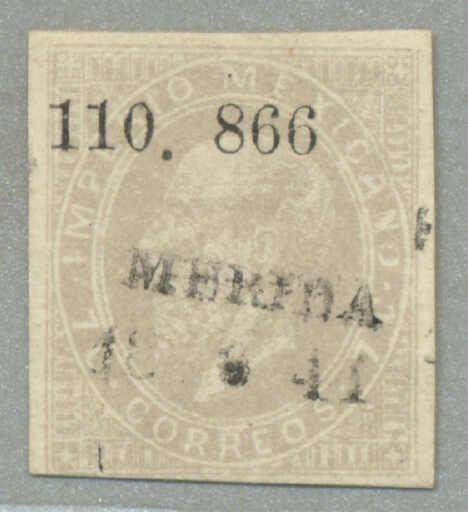 IMPERIO MEXICANO
110. 866
MERIDA
CORREOS